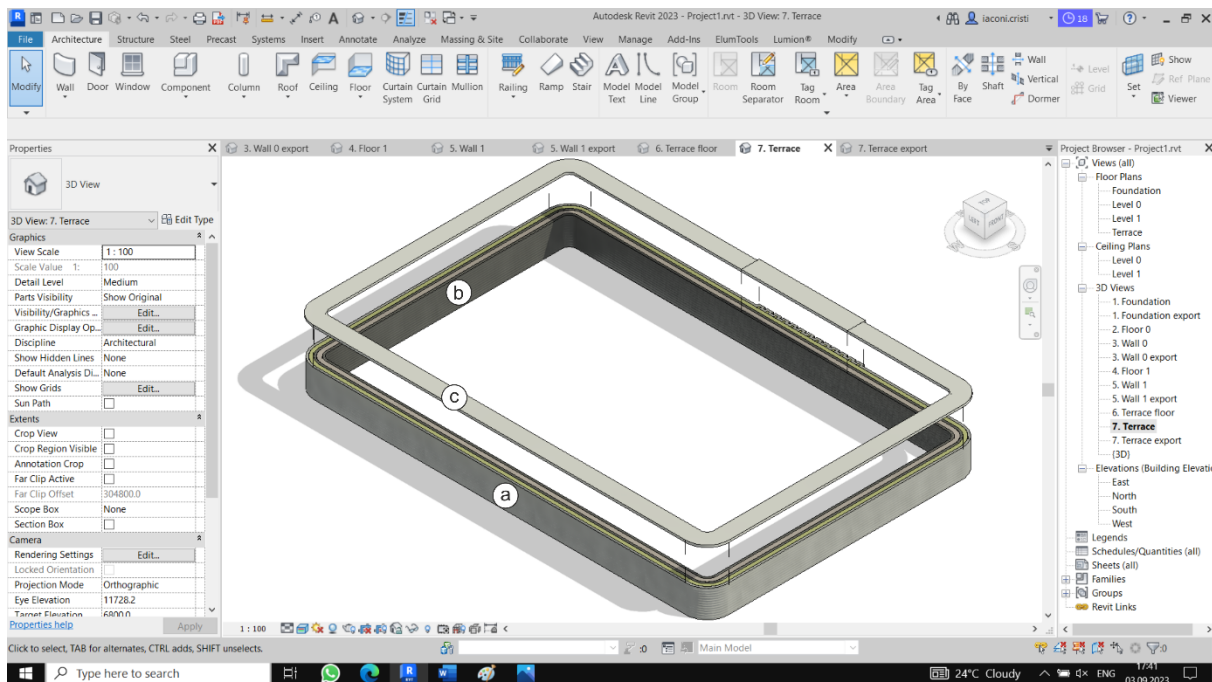 Autodesk Revit 2023 - Project1.rvt - 3D View: 7. Terrace
iaconi.cristi
18
File Architecture Structure Steel Precast Systems Insert Annotate Analyze Massing & Site Collaborate View Manage Add-Ins ElumTools Lumion® Modify
Modify Wall Door Window Component Column Roof Ceiling Floor Curtain System Curtain Grid Mullion Railing Ramp Stair Model Text Model Line Model Group Room Room Separator Tag Room Area Area Boundary Tag Area By Face Shaft Wall Vertical Dormer Level Grid Set Show Ref Plane Viewer
Properties
3. Wall 0 export 4. Floor 1 5. Wall 1 5. Wall 1 export 6. Terrace floor 7. Terrace 7. Terrace export
Project Browser - Project1.rvt
3D View
3D View: 7. Terrace Edit Type
Graphics
View Scale 1 : 100
Scale Value 1: 100
Detail Level Medium
Parts Visibility Show Original
Visibility/Graphics ... Edit...
Graphic Display Op... Edit...
Discipline Architectural
Show Hidden Lines None
Default Analysis Di... None
Show Grids Edit...
Sun Path
Extents
Crop View
Crop Region Visible
Annotation Crop
Far Clip Active
Far Clip Offset 304800.0
Scope Box None
Section Box
Camera
Rendering Settings Edit...
Locked Orientation
Projection Mode Orthographic
Eye Elevation 11728.2
Target Elevation 6800.0
Properties help Apply
TOP
LEFT FRONT
b
c
a
Views (all)
Floor Plans
Foundation
Level 0
Level 1
Terrace
Ceiling Plans
Level 0
Level 1
3D Views
1. Foundation
1. Foundation export
2. Floor 0
3. Wall 0
3. Wall 0 export
4. Floor 1
5. Wall 1
5. Wall 1 export
6. Terrace floor
7. Terrace
7. Terrace export
{3D}
Elevations (Building Elevatio
East
North
South
West
Legends
Schedules/Quantities (all)
Sheets (all)
Families
Groups
Revit Links
1 : 100
Click to select, TAB for alternates, CTRL adds, SHIFT unselects.
:0
Main Model
:0
Type here to search
24°C Cloudy
ENG
17:41
03.09.2023